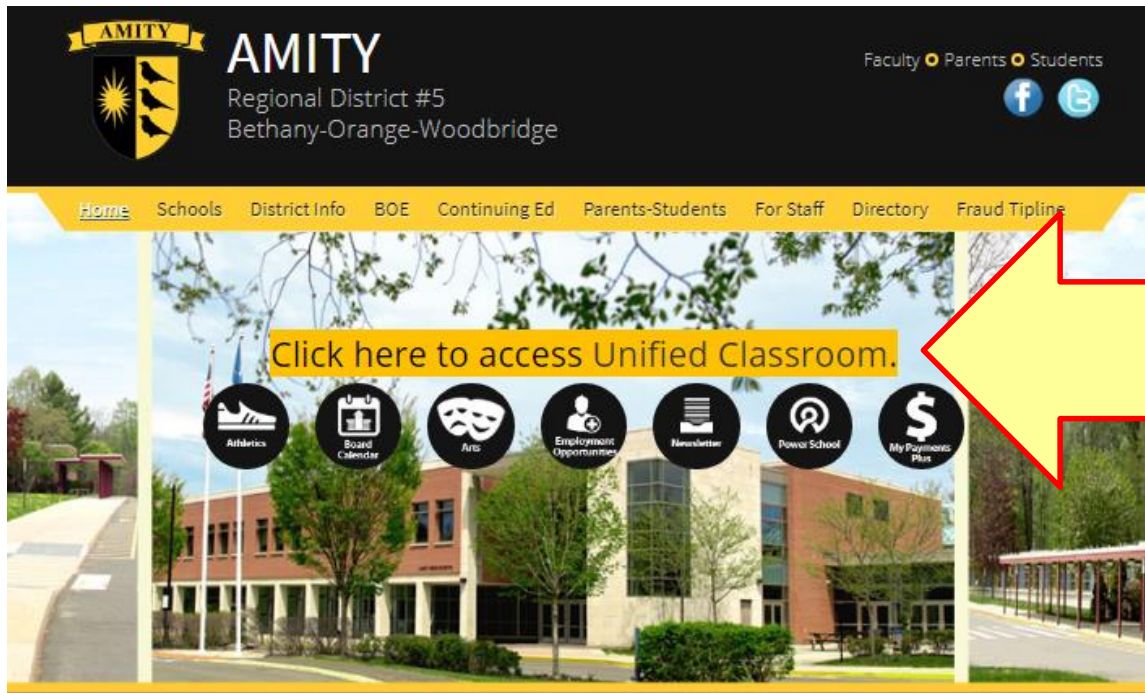 AMITY
AMITY
Regional District #5
Bethany-Orange-Woodbridge
Faculty O Parents O Students
Home Schools District Info BOE Continuing Ed Parents-Students For Staff Directory Fraud Tipline
Click here to access Unified Classroom.
Athletics
Board
Calendar
Arts
Employment
Opportunities
Newsletter
Power School
$
My Payments
Plus